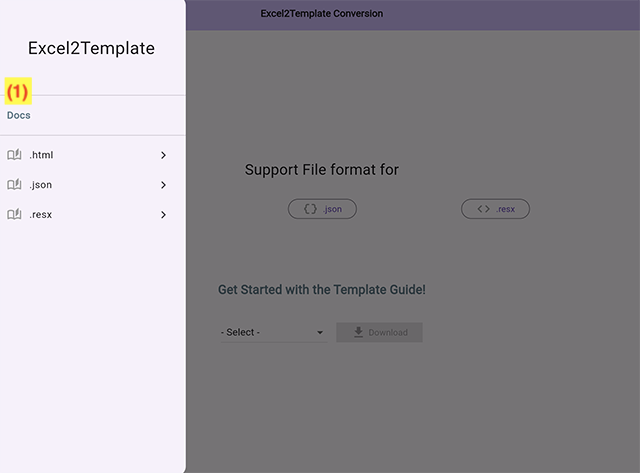 Excel2Template
(1)
Docs
.html
.json
.resx
Excel2Template Conversion
Support File format for
{} .json
<> .resx
Get Started with the Template Guide!
- Select -
Download